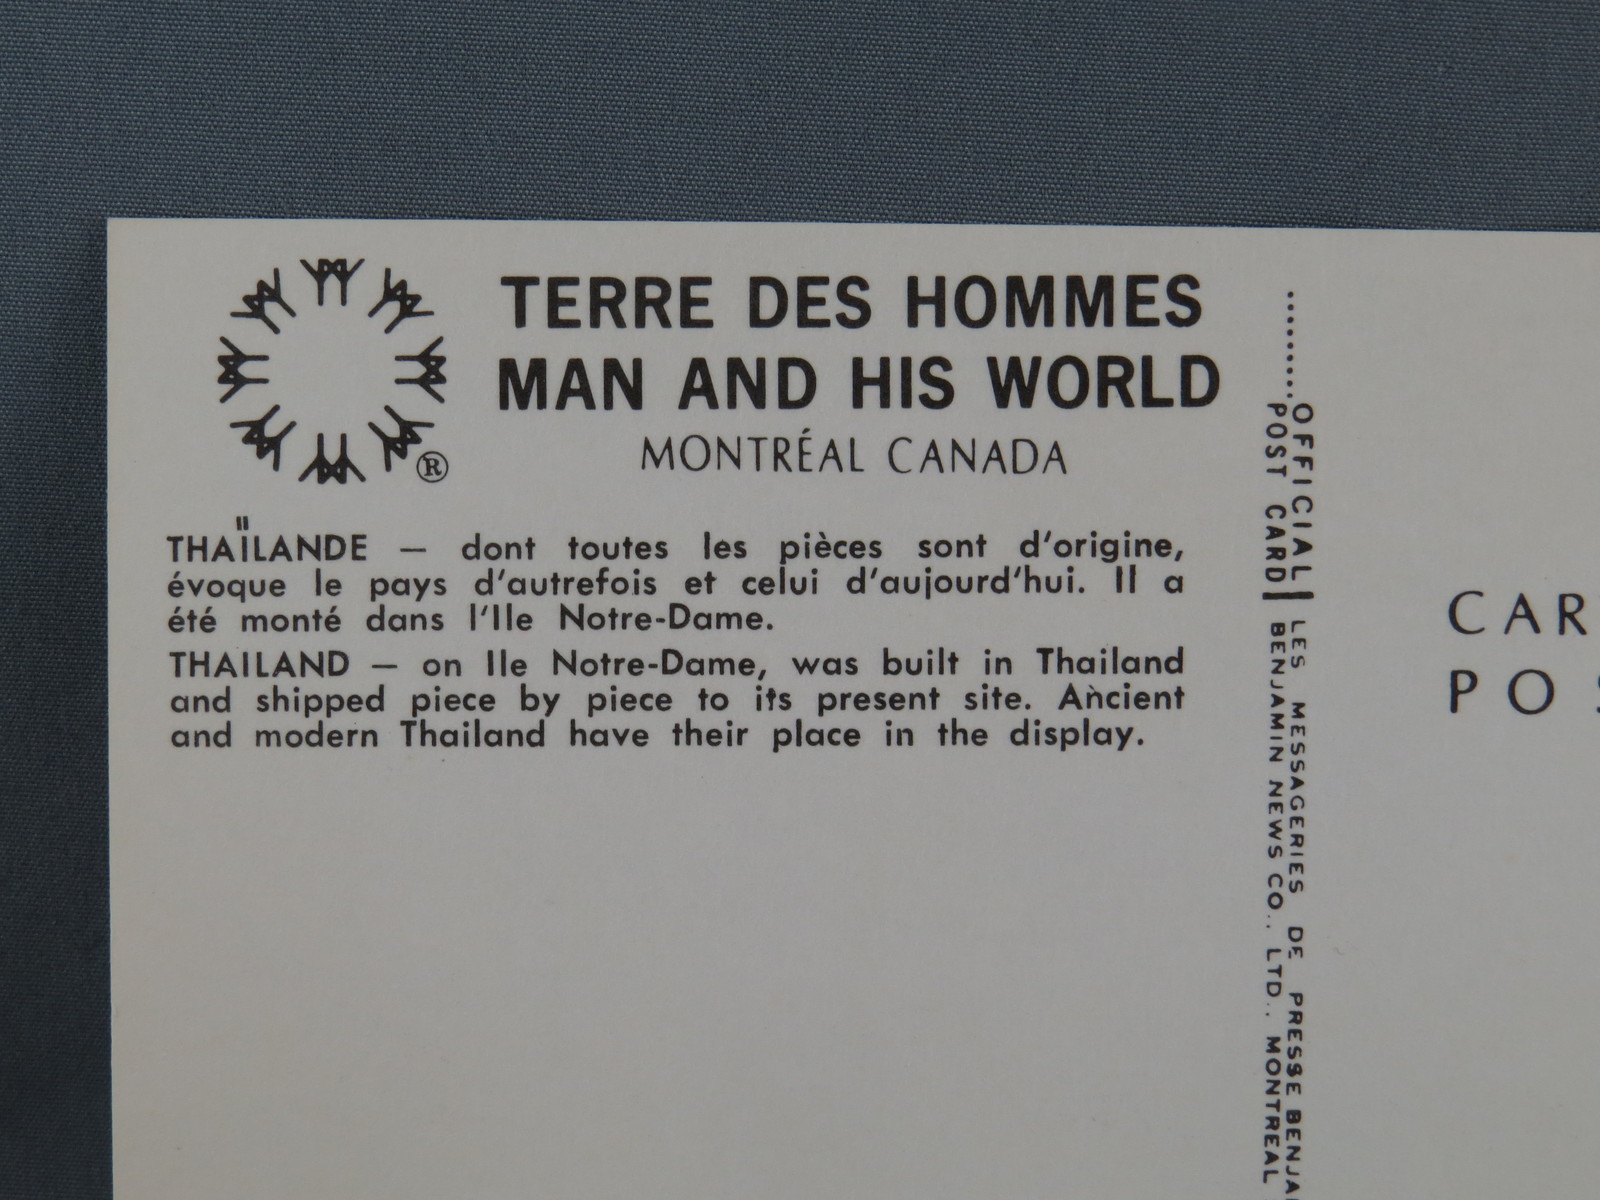 TERRE DES HOMMES
MAN AND HIS WORLD
MONTRÉAL CANADA
®
THAÏLANDE — dont toutes les pièces sont d'origine,
évoque le pays d'autrefois et celui d'aujourd'hui. Il a
été monté dans l'Ile Notre-Dame.
THAILAND — on Ile Notre-Dame, was built in Thailand
and shipped piece by piece to its present site. Ancient
and modern Thailand have their place in the display.
OFFICIAL | LES MESSAGERIES DE PRESSE BENJA
POST CARD | BENJAMIN NEWS CO., LTD., MONTREAL
CAR
PO